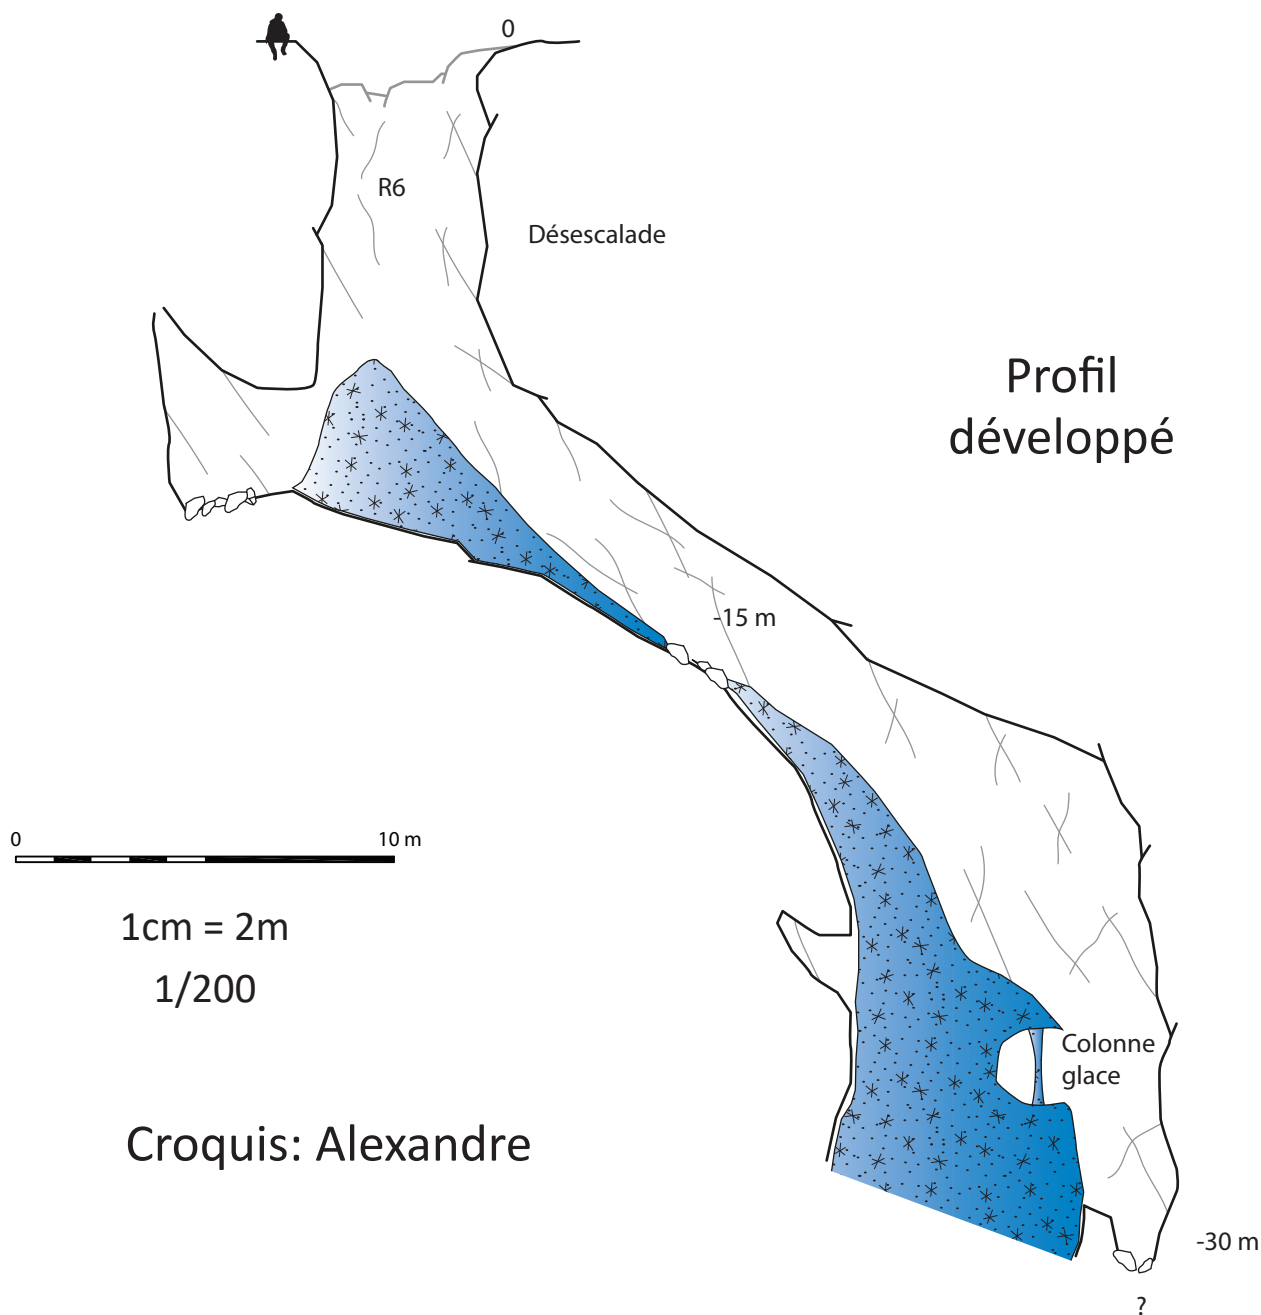 0
R6
Désescalade
Profil
développé
-15 m
0
10 m
1cm = 2m
1/200
Colonne
glace
Croquis: Alexandre
-30 m
?